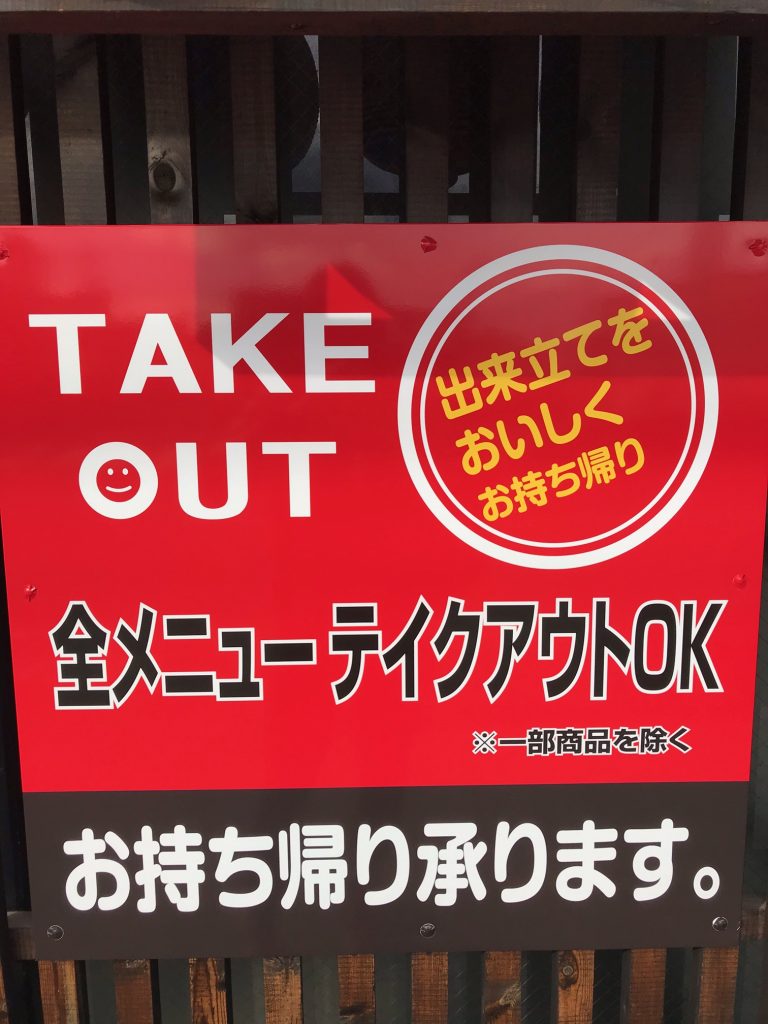 TAKE
OUT
出来立てを
おいしく
お持ち帰り
全メニューテイクアウトOK
※一部商品を除く
お持ち帰り承ります。